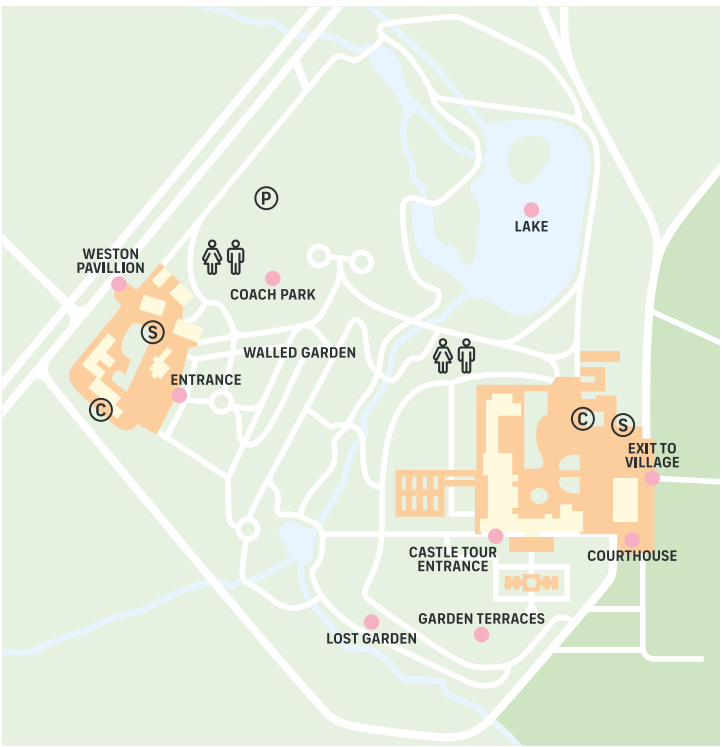 P
LAKE
WESTON
PAVILLION
COACH PARK
S
WALLED GARDEN
ENTRANCE
C
C
S
EXIT TO
VILLAGE
CASTLE TOUR
ENTRANCE
COURTHOUSE
GARDEN TERRACES
LOST GARDEN